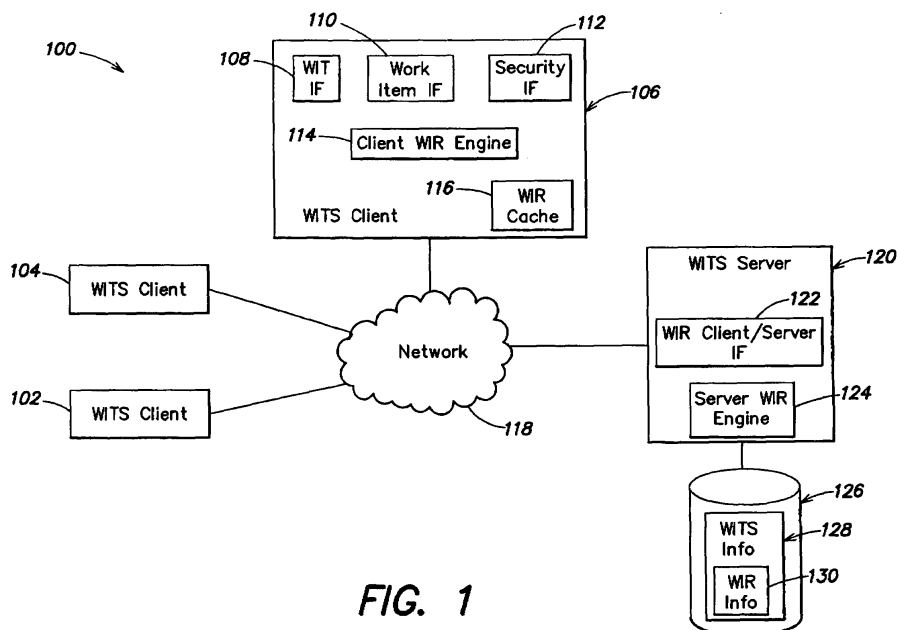 100
108
110
112
WIT
IF
Work
Item IF
Security
IF
106
114
Client WIR Engine
116
WIR
Cache
WITS Client
104
WITS Client
102
WITS Client
Network
118
WITS Server
120
122
WIR Client/Server
IF
Server WIR
Engine
124
126
WITS
Info
128
WIR
Info
130
FIG. 1